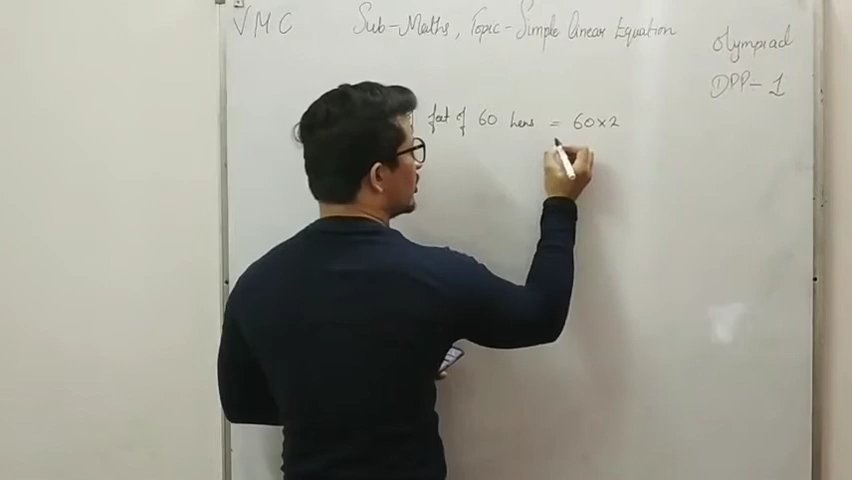 VMC Sub-Maths, Topic-Simple linear Equation
Olympiad
DPP-1
feet of 60 hens = 60×2